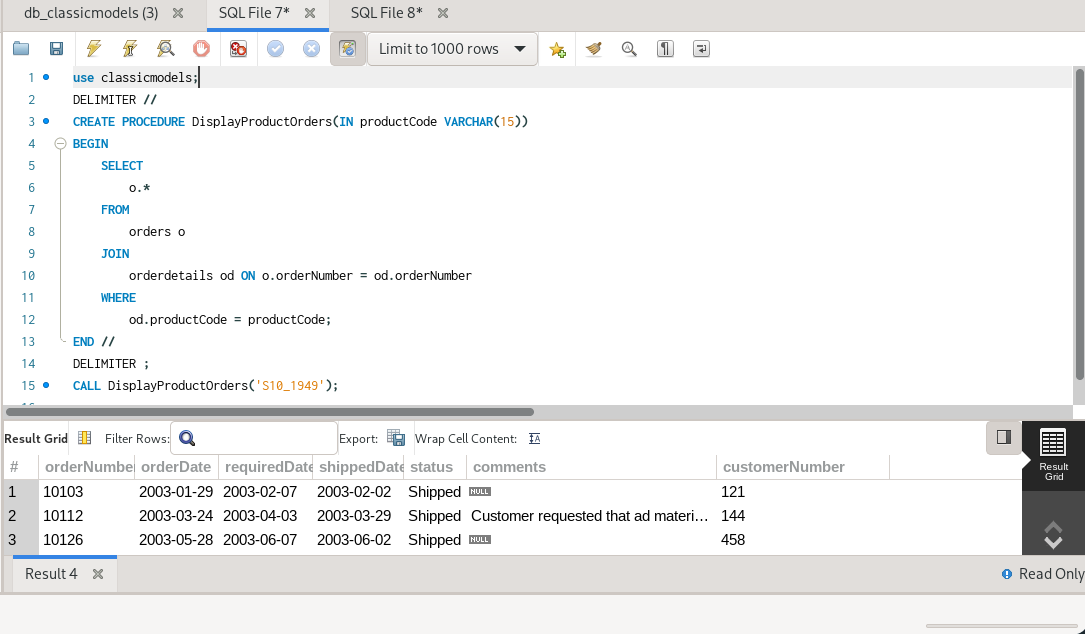 db_classicmodels (3) SQL File 7* SQL File 8*
Limit to 1000 rows
1 use classicmodels;
2 DELIMITER //
3 CREATE PROCEDURE DisplayProductOrders(IN productCode VARCHAR(15))
4 BEGIN
5 SELECT
6 o.*
7 FROM
8 orders o
9 JOIN
10 orderdetails od ON o.orderNumber = od.orderNumber
11 WHERE
12 od.productCode = productCode;
13 END //
14 DELIMITER ;
15 CALL DisplayProductOrders('S10_1949');
Result Grid Filter Rows: Export: Wrap Cell Content: IA
# orderNumber orderDate requiredDate shippedDate status comments customerNumber
1 10103 2003-01-29 2003-02-07 2003-02-02 Shipped NULL 121
2 10112 2003-03-24 2003-04-03 2003-03-29 Shipped Customer requested that ad materi... 144
3 10126 2003-05-28 2003-06-07 2003-06-02 Shipped NULL 458
Result
Grid
Result 4 Read Only